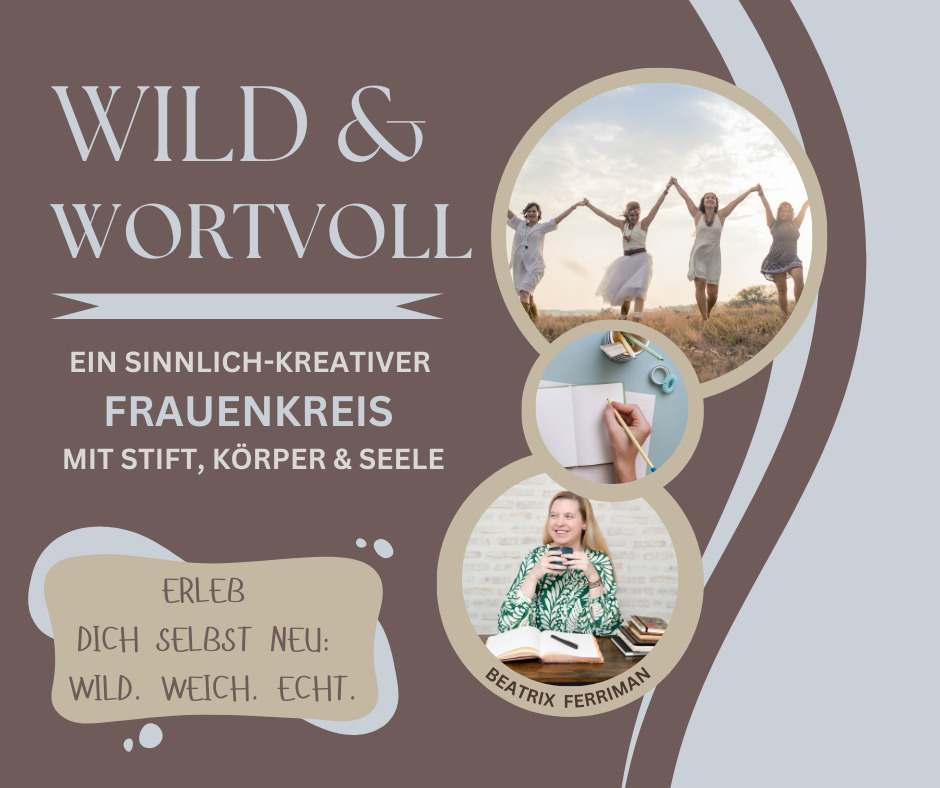 WILD &
WORTVOLL
EIN SINNLICH-KREATIVER
FRAUENKREIS
MIT STIFT, KÖRPER & SEELE
ERLEB
DICH SELBST NEU:
WILD. WEICH. ECHT.
BEATRIX FERRIMAN